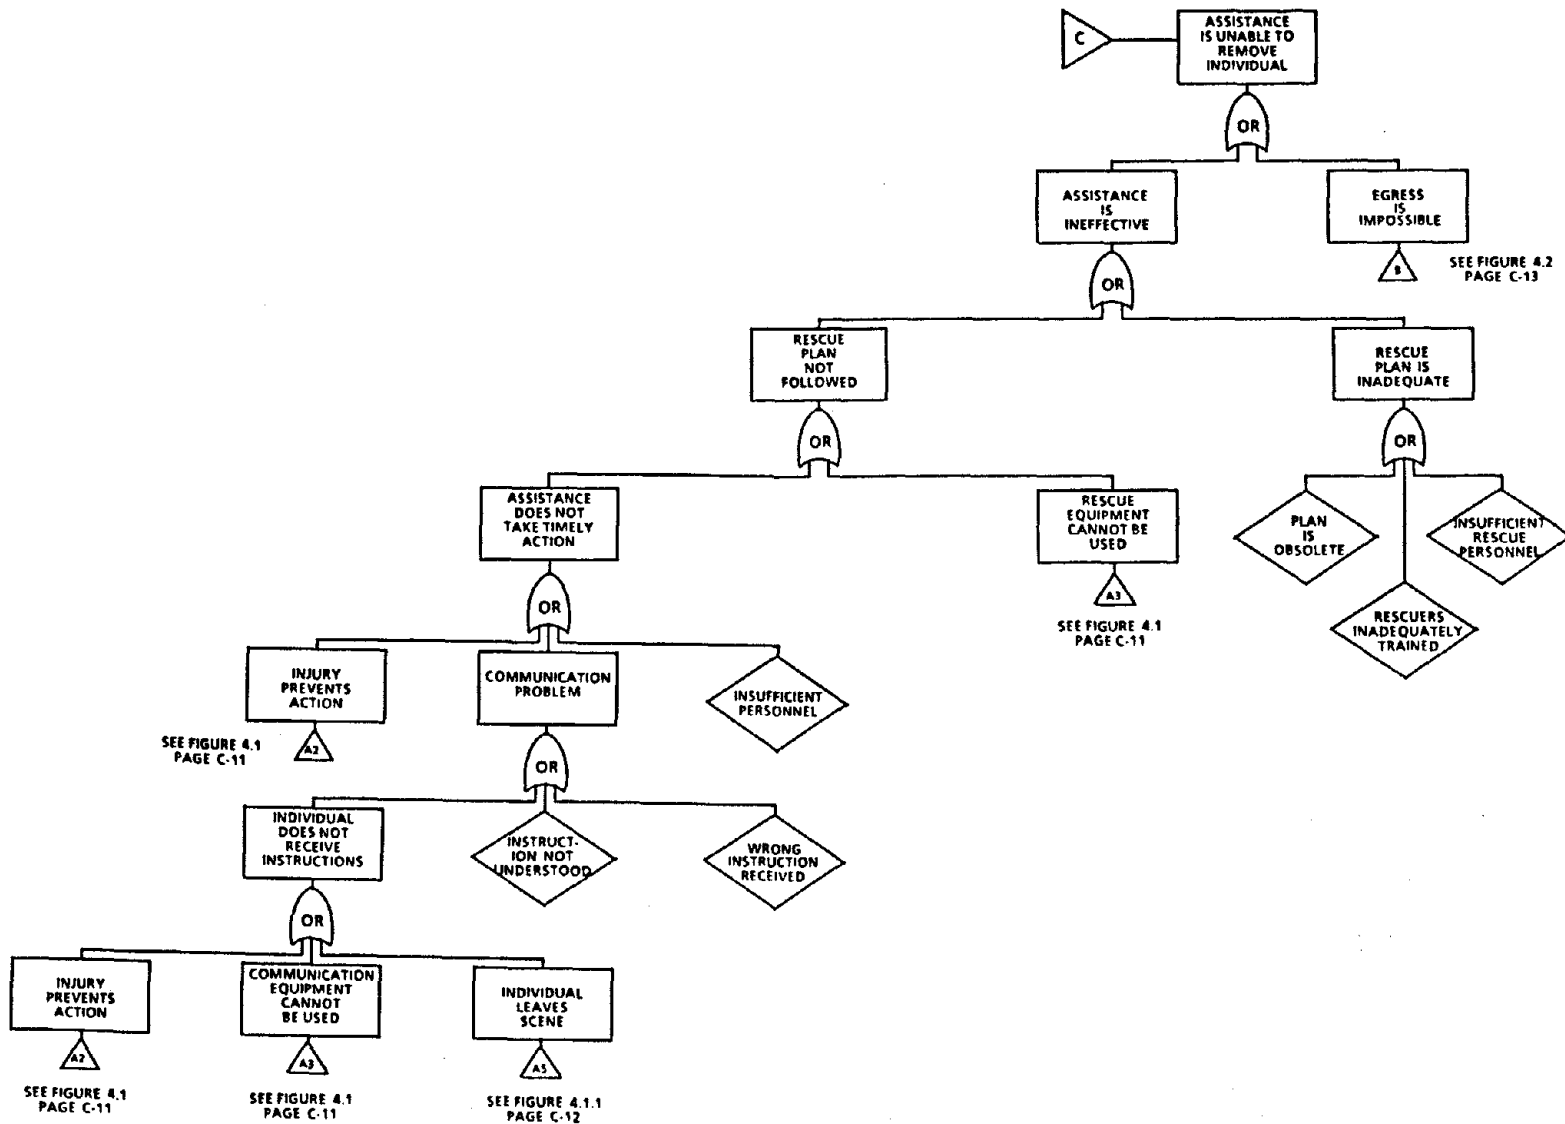 C
ASSISTANCE
IS UNABLE TO
REMOVE
INDIVIDUAL
OR
ASSISTANCE
IS
INEFFECTIVE
EGRESS
IS
IMPOSSIBLE
B
SEE FIGURE 4.2
PAGE C-13
OR
RESCUE
PLAN
NOT
FOLLOWED
RESCUE
PLAN IS
INADEQUATE
OR
OR
ASSISTANCE
DOES NOT
TAKE TIMELY
ACTION
RESCUE
EQUIPMENT
CANNOT BE
USED
A3
SEE FIGURE 4.1
PAGE C-11
PLAN
IS
OBSOLETE
INSUFFICIENT
RESCUE
PERSONNEL
RESCUERS
INADEQUATELY
TRAINED
OR
INJURY
PREVENTS
ACTION
SEE FIGURE 4.1
PAGE C-11
A2
COMMUNICATION
PROBLEM
INSUFFICIENT
PERSONNEL
OR
INDIVIDUAL
DOES NOT
RECEIVE
INSTRUCTIONS
INSTRUCT-
ION NOT
UNDERSTOOD
WRONG
INSTRUCTION
RECEIVED
OR
INJURY
PREVENTS
ACTION
A2
SEE FIGURE 4.1
PAGE C-11
COMMUNICATION
EQUIPMENT
CANNOT
BE USED
A3
SEE FIGURE 4.1
PAGE C-11
INDIVIDUAL
LEAVES
SCENE
A5
SEE FIGURE 4.1.1
PAGE C-12